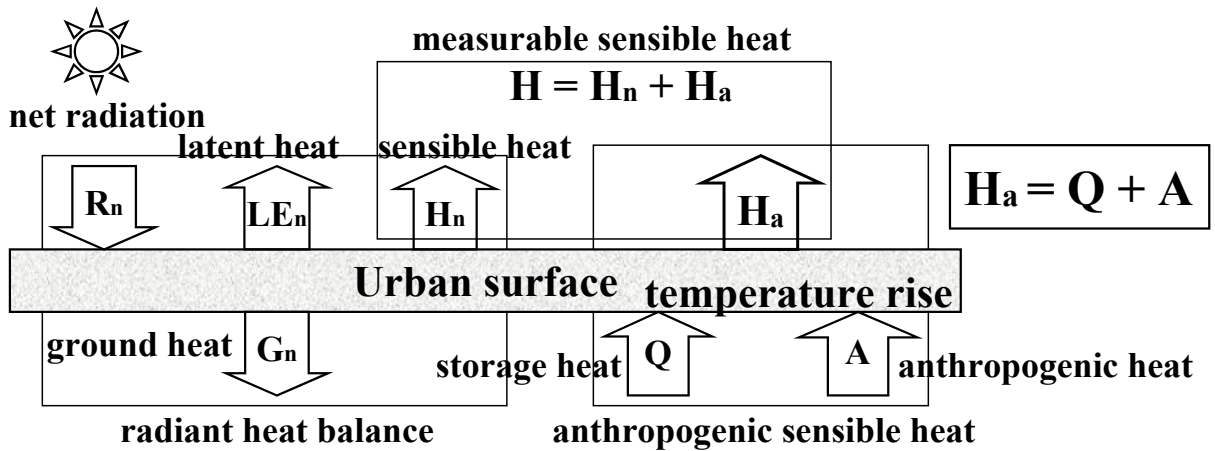 measurable sensible heat
H = Hn + Ha
net radiation
latent heat
sensible heat
Rn
LEn
Hn
Ha
Ha = Q + A
Urban surface
temperature rise
ground heat
Gn
storage heat
Q
A
anthropogenic heat
radiant heat balance
anthropogenic sensible heat